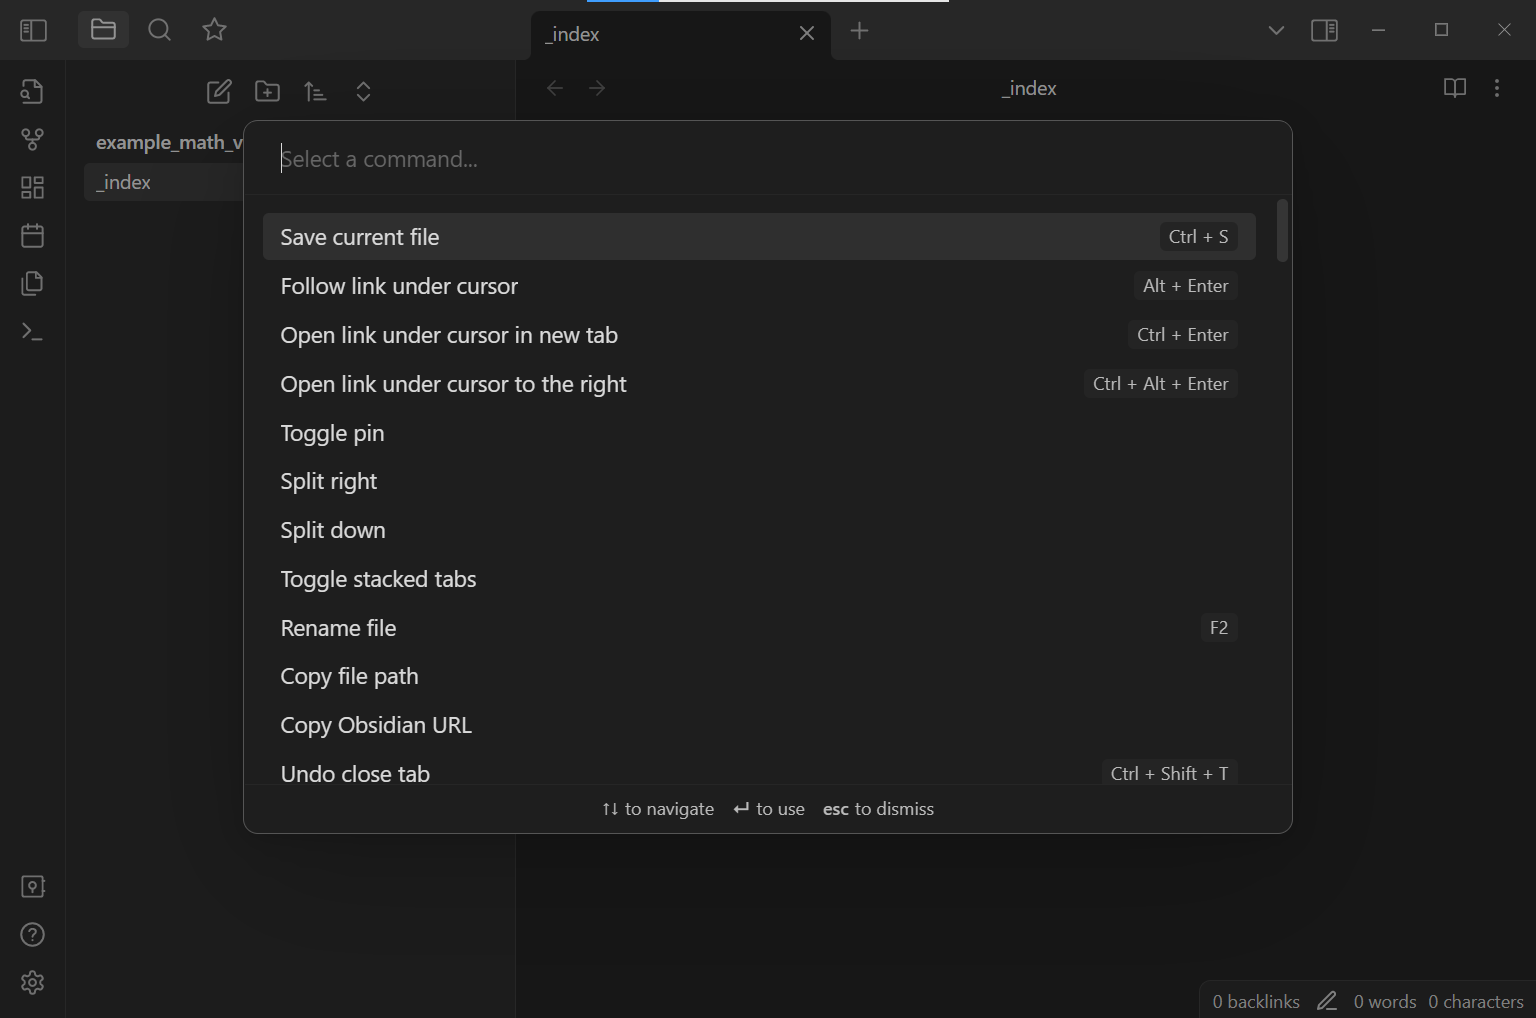 _index
_index
example_math_v
_index
Select a command...
Save current file Ctrl + S
Follow link under cursor Alt + Enter
Open link under cursor in new tab Ctrl + Enter
Open link under cursor to the right Ctrl + Alt + Enter
Toggle pin
Split right
Split down
Toggle stacked tabs
Rename file F2
Copy file path
Copy Obsidian URL
Undo close tab Ctrl + Shift + T
↑↓ to navigate ↵ to use esc to dismiss
0 backlinks 0 words 0 characters